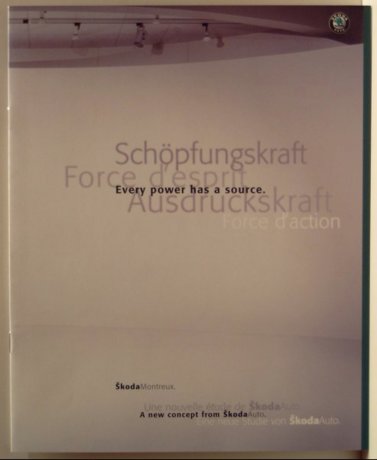 Schöpfungskraft
Force d'esprit
Every power has a source.
Ausdruckskraft
Force d'action
ŠkodaMontreux.
Une nouvelle étude de ŠkodaAuto.
A new concept from ŠkodaAuto.
Eine neue Studie von ŠkodaAuto.